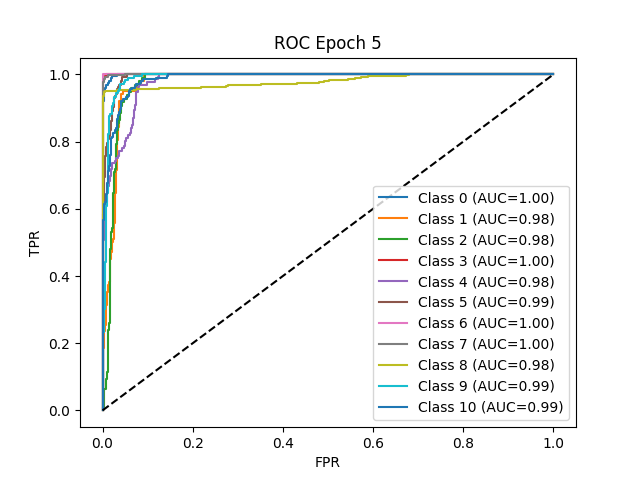 ROC Epoch 5
TPR
1.0
0.8
0.6
0.4
0.2
0.0
Class 0 (AUC=1.00)
Class 1 (AUC=0.98)
Class 2 (AUC=0.98)
Class 3 (AUC=1.00)
Class 4 (AUC=0.98)
Class 5 (AUC=0.99)
Class 6 (AUC=1.00)
Class 7 (AUC=1.00)
Class 8 (AUC=0.98)
Class 9 (AUC=0.99)
Class 10 (AUC=0.99)
0.0 0.2 0.4 0.6 0.8 1.0
FPR